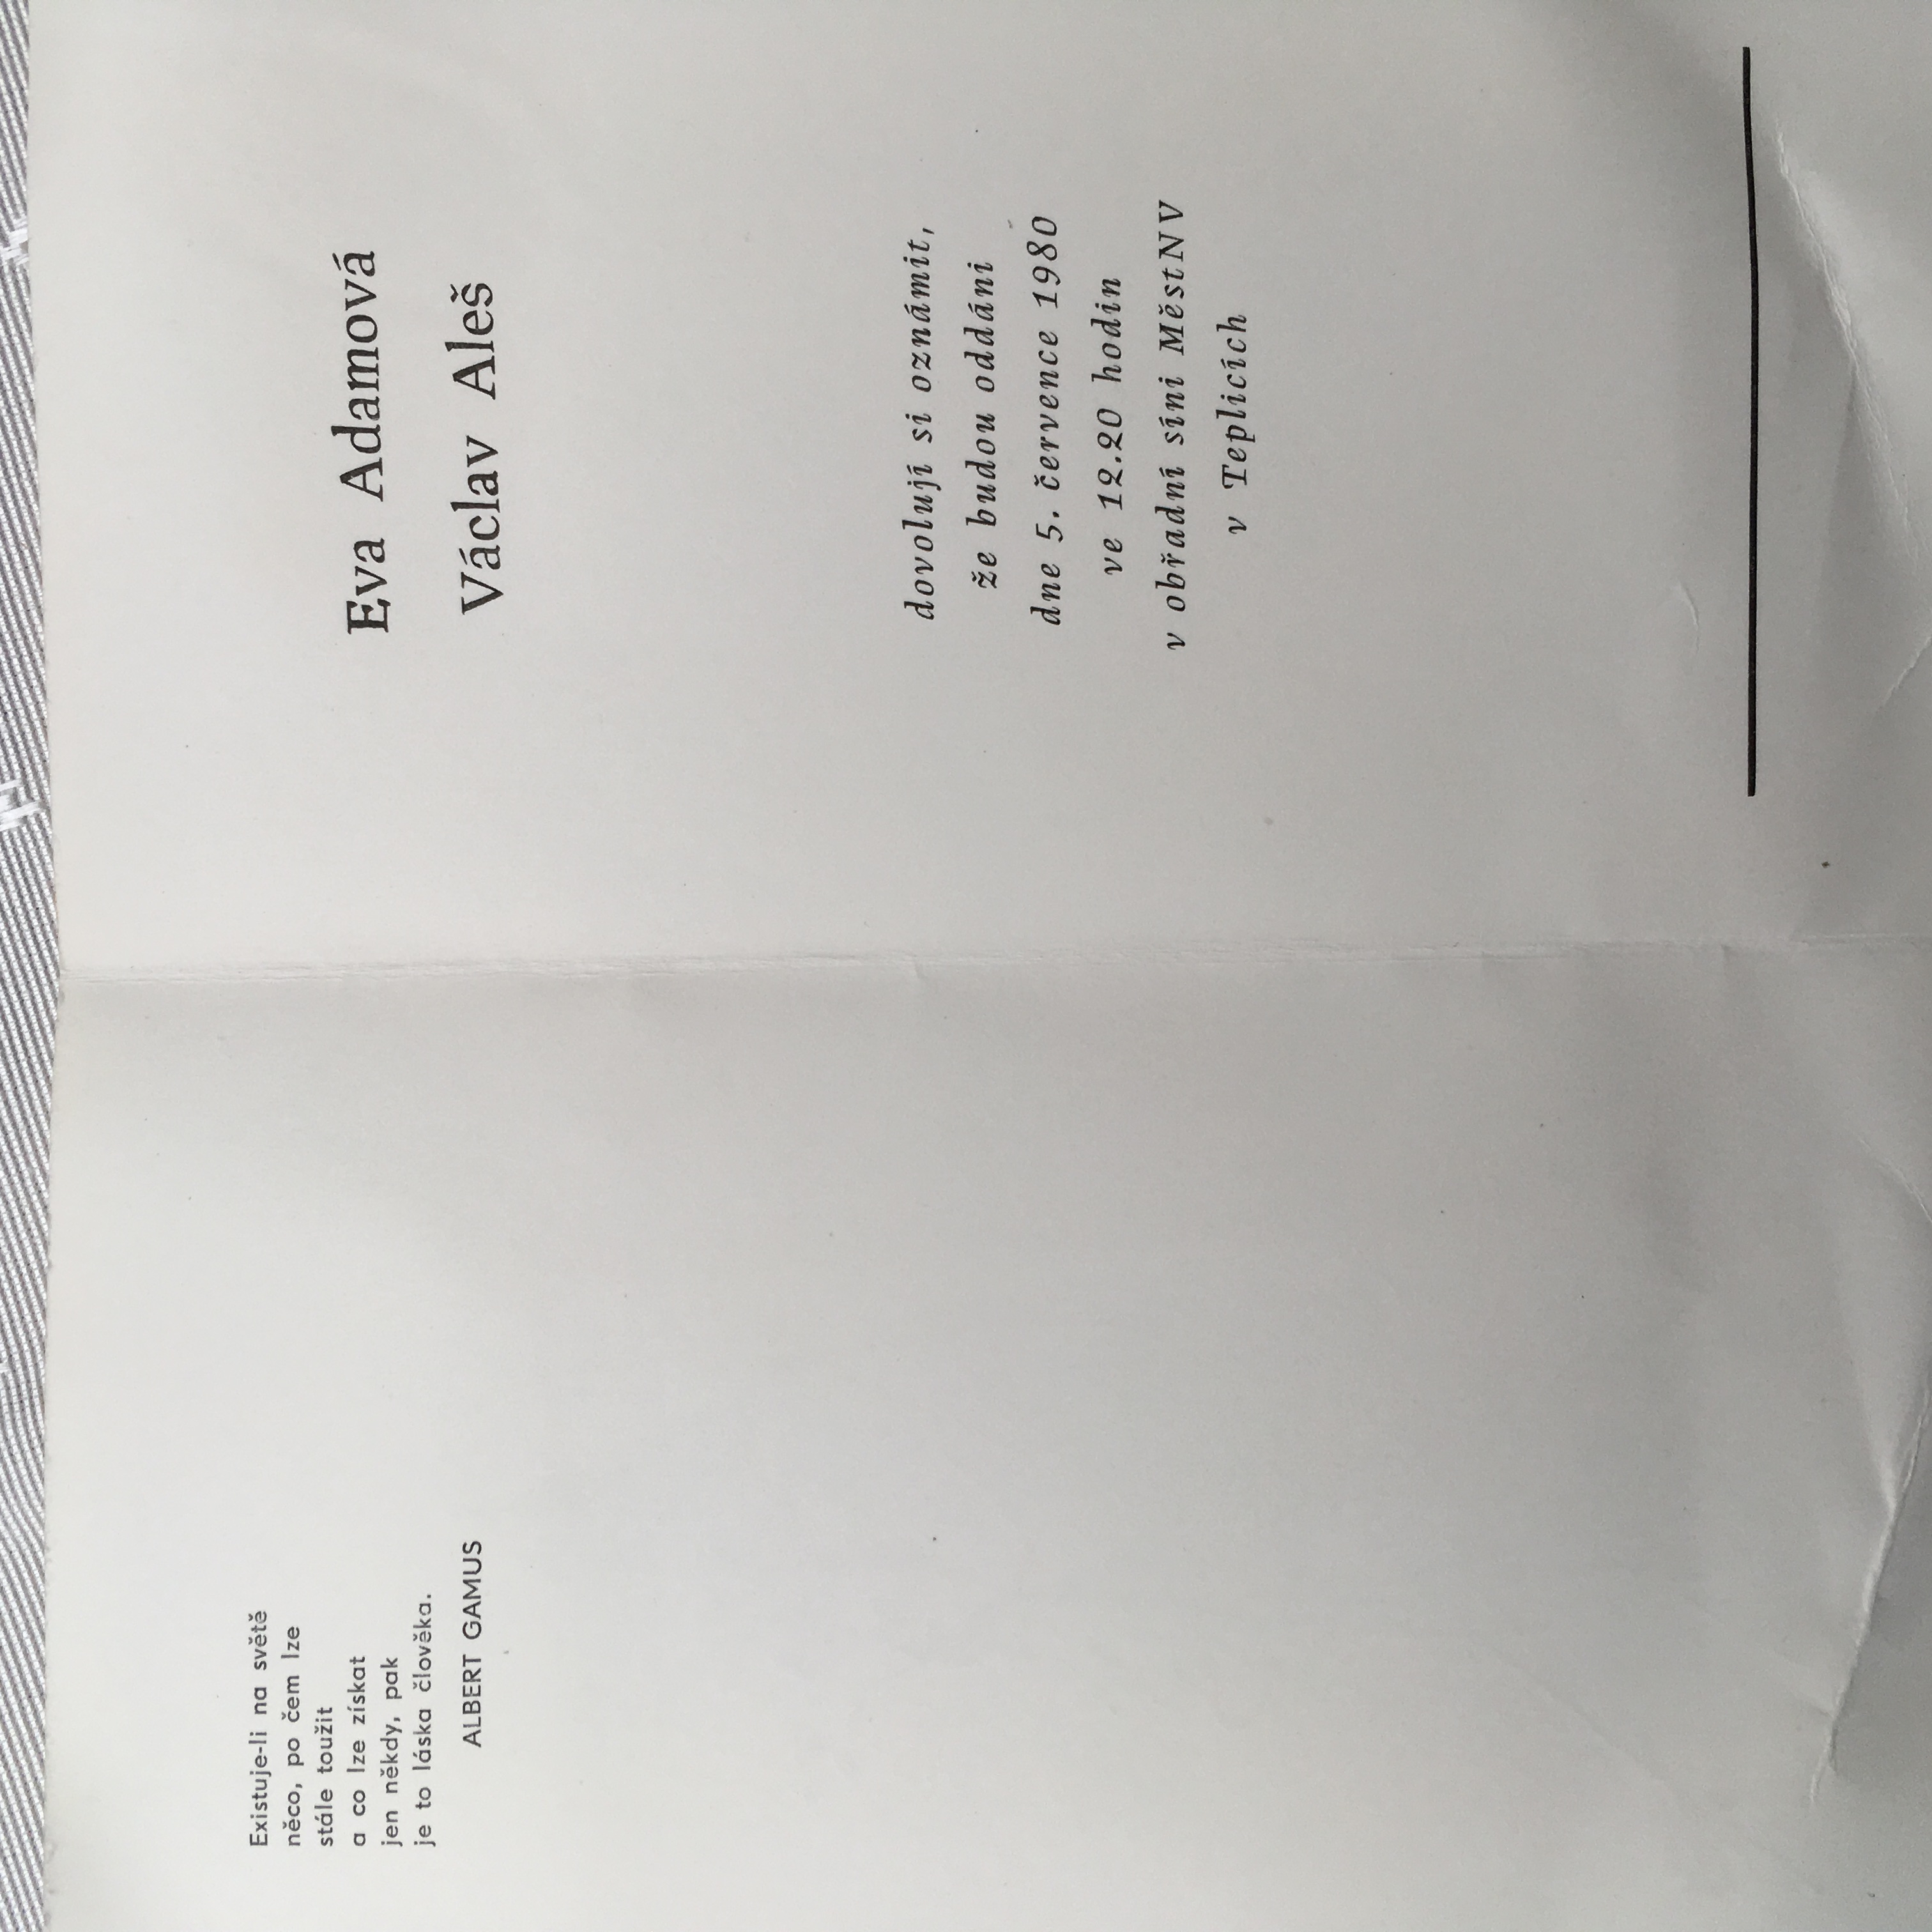 Existuje-li na světě
něco, po čem lze
stále toužit
a co lze získat
jen někdy, pak
je to láska člověka.
ALBERT GAMUS
Eva Adamová
Václav Aleš
dovolují si oznámit,
že budou oddáni
dne 5. července 1980
ve 12.20 hodin
v obřadní síni MěstNV
v Teplicích